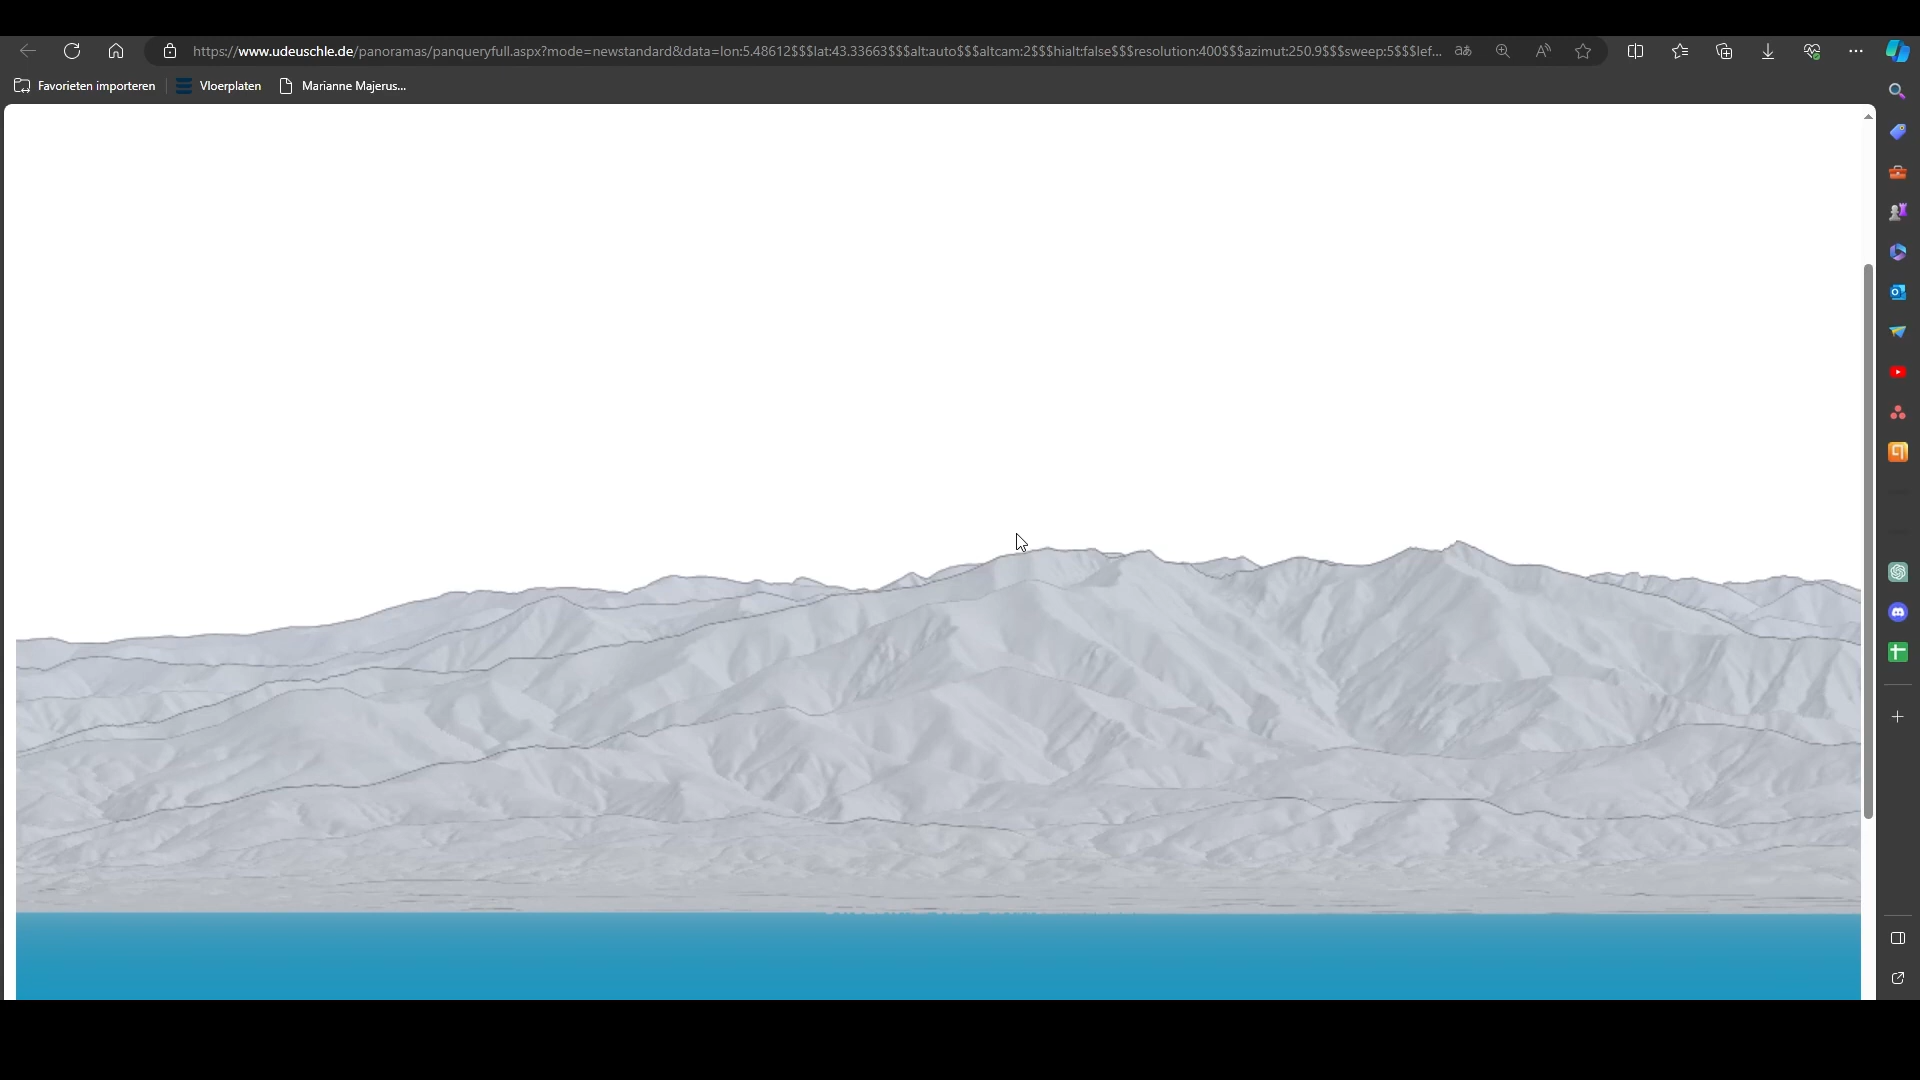 https://www.udeuschle.de/panoramas/panqueryfull.aspx?mode=newstandard&data=lon:5.48612$$$lat:43.33663$$$alt:auto$$$altcam:2$$$hialt:false$$$resolution:400$$$azimut:250.9$$$sweep:5$$$lef...
Favorieten importeren Vloerplaten Marianne Majerus...